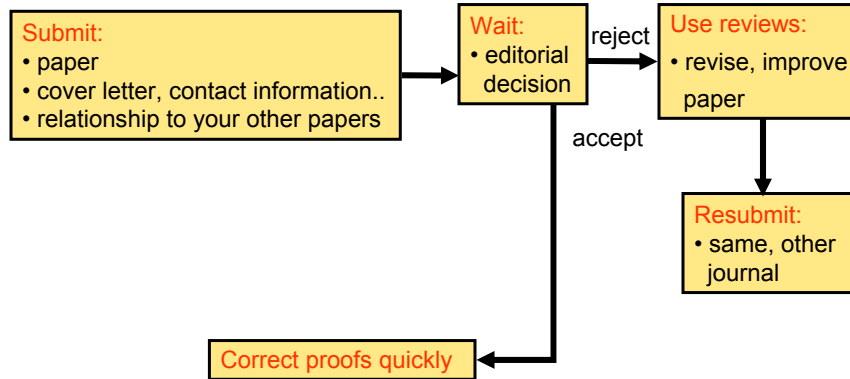 Submit:
• paper
• cover letter, contact information..
• relationship to your other papers
Wait:
• editorial
decision
reject
accept
Use reviews:
• revise, improve
paper
Resubmit:
• same, other
journal
Correct proofs quickly